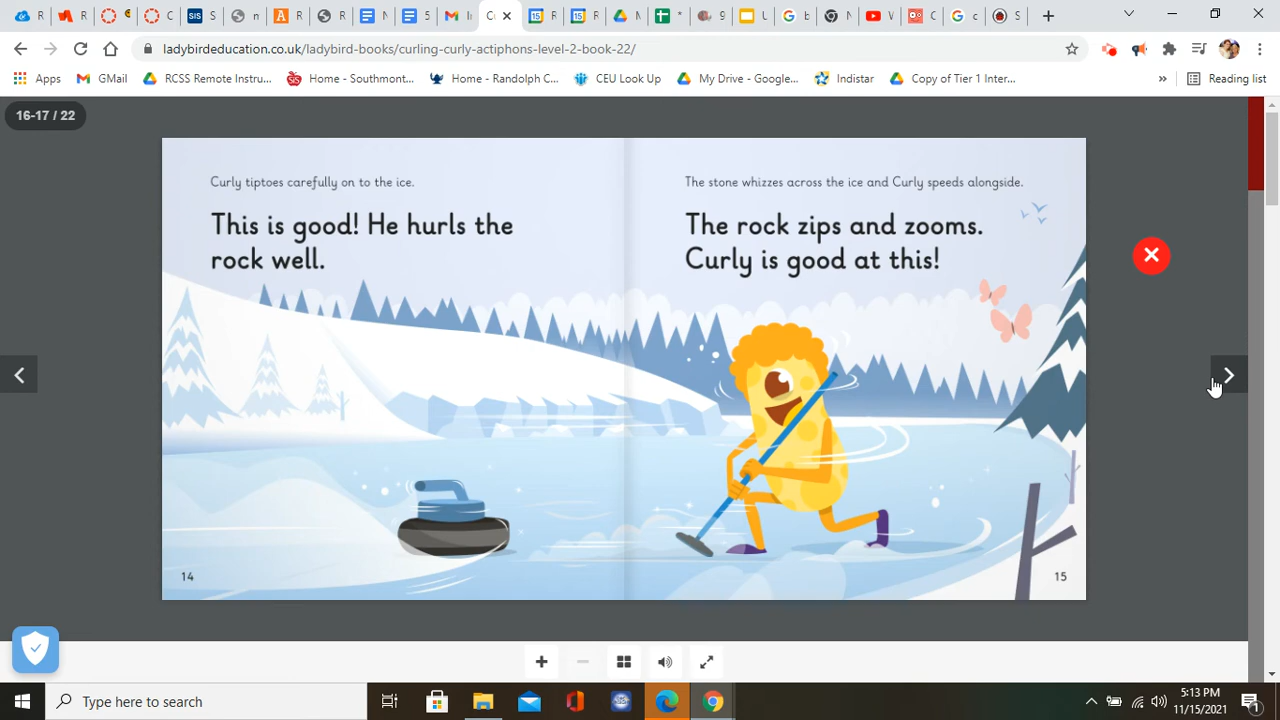 ladybirdeducation.co.uk/ladybird-books/curling-curly-actiphons-level-2-book-22/
Apps GMail RCSS Remote Instru... Home - Southmont... Home - Randolph C... CEU Look Up My Drive - Google... Indistar Copy of Tier 1 Inter... » Reading list
16-17 / 22
Curly tiptoes carefully on to the ice.
This is good! He hurls the
rock well.
14
The stone whizzes across the ice and Curly speeds alongside.
The rock zips and zooms.
Curly is good at this!
15
Type here to search
5:13 PM
11/15/2021